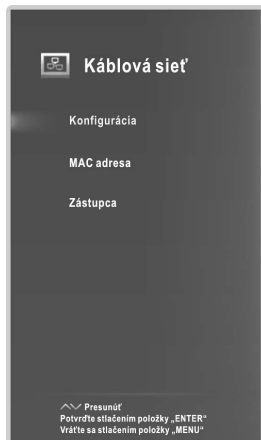 Káblová sieť
Konfigurácia
MAC adresa
Zástupca
Presunúť
Potvrďte stlačením položky „ENTER“
Vráťte sa stlačením položky „MENU“